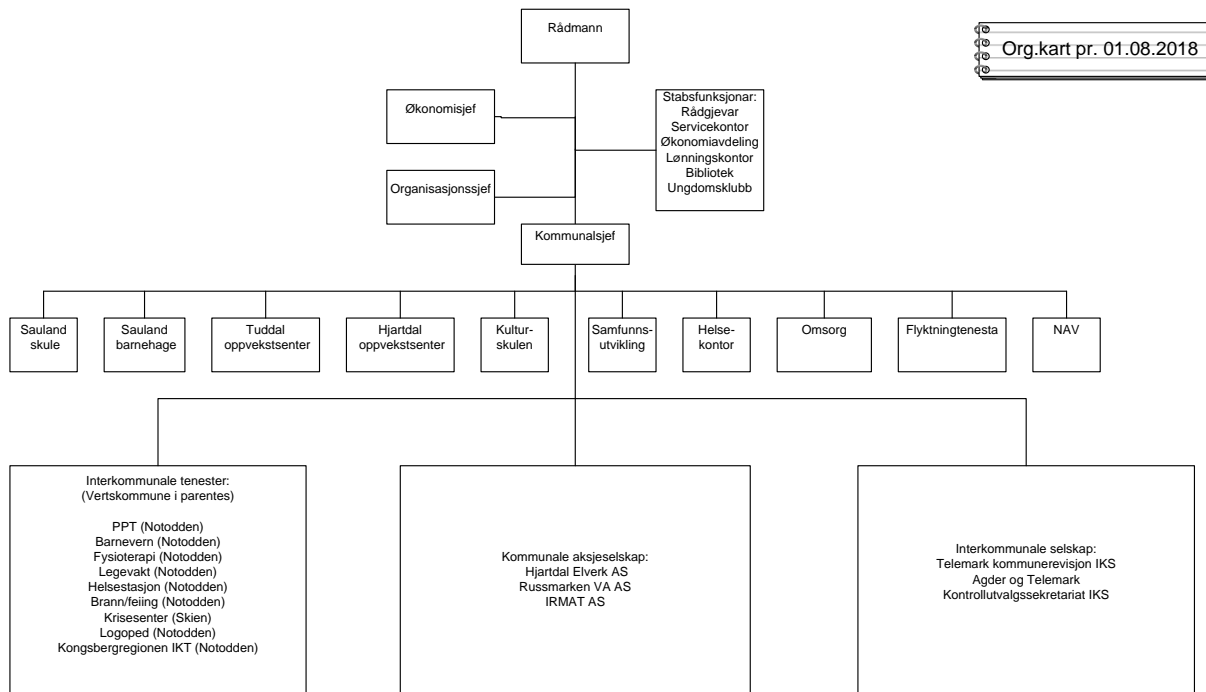 Rådmann
Org.kart pr. 01.08.2018
Økonomisjef
Stabsfunksjonar:
Rådgjevar
Servicekontor
Økonomiavdeling
Lønningskontor
Bibliotek
Ungdomsklubb
Organisasjonssjef
Kommunalsjef
Sauland
skule
Sauland
barnehage
Tuddal
oppvekstsenter
Hjartdal
oppvekstsenter
Kultur-
skulen
Samfunns-
utvikling
Helse-
kontor
Omsorg
Flyktningtenesta
NAV
Interkommunale tenester:
(Vertskommune i parentes)
PPT (Notodden)
Barnevern (Notodden)
Fysioterapi (Notodden)
Legevakt (Notodden)
Helsestasjon (Notodden)
Brann/feiing (Notodden)
Krisesenter (Skien)
Logoped (Notodden)
Kongsbergregionen IKT (Notodden)
Kommunale aksjeselskap:
Hjartdal Elverk AS
Russmarken VA AS
IRMAT AS
Interkommunale selskap:
Telemark kommunerevisjon IKS
Agder og Telemark
Kontrollutvalgssekretariat IKS